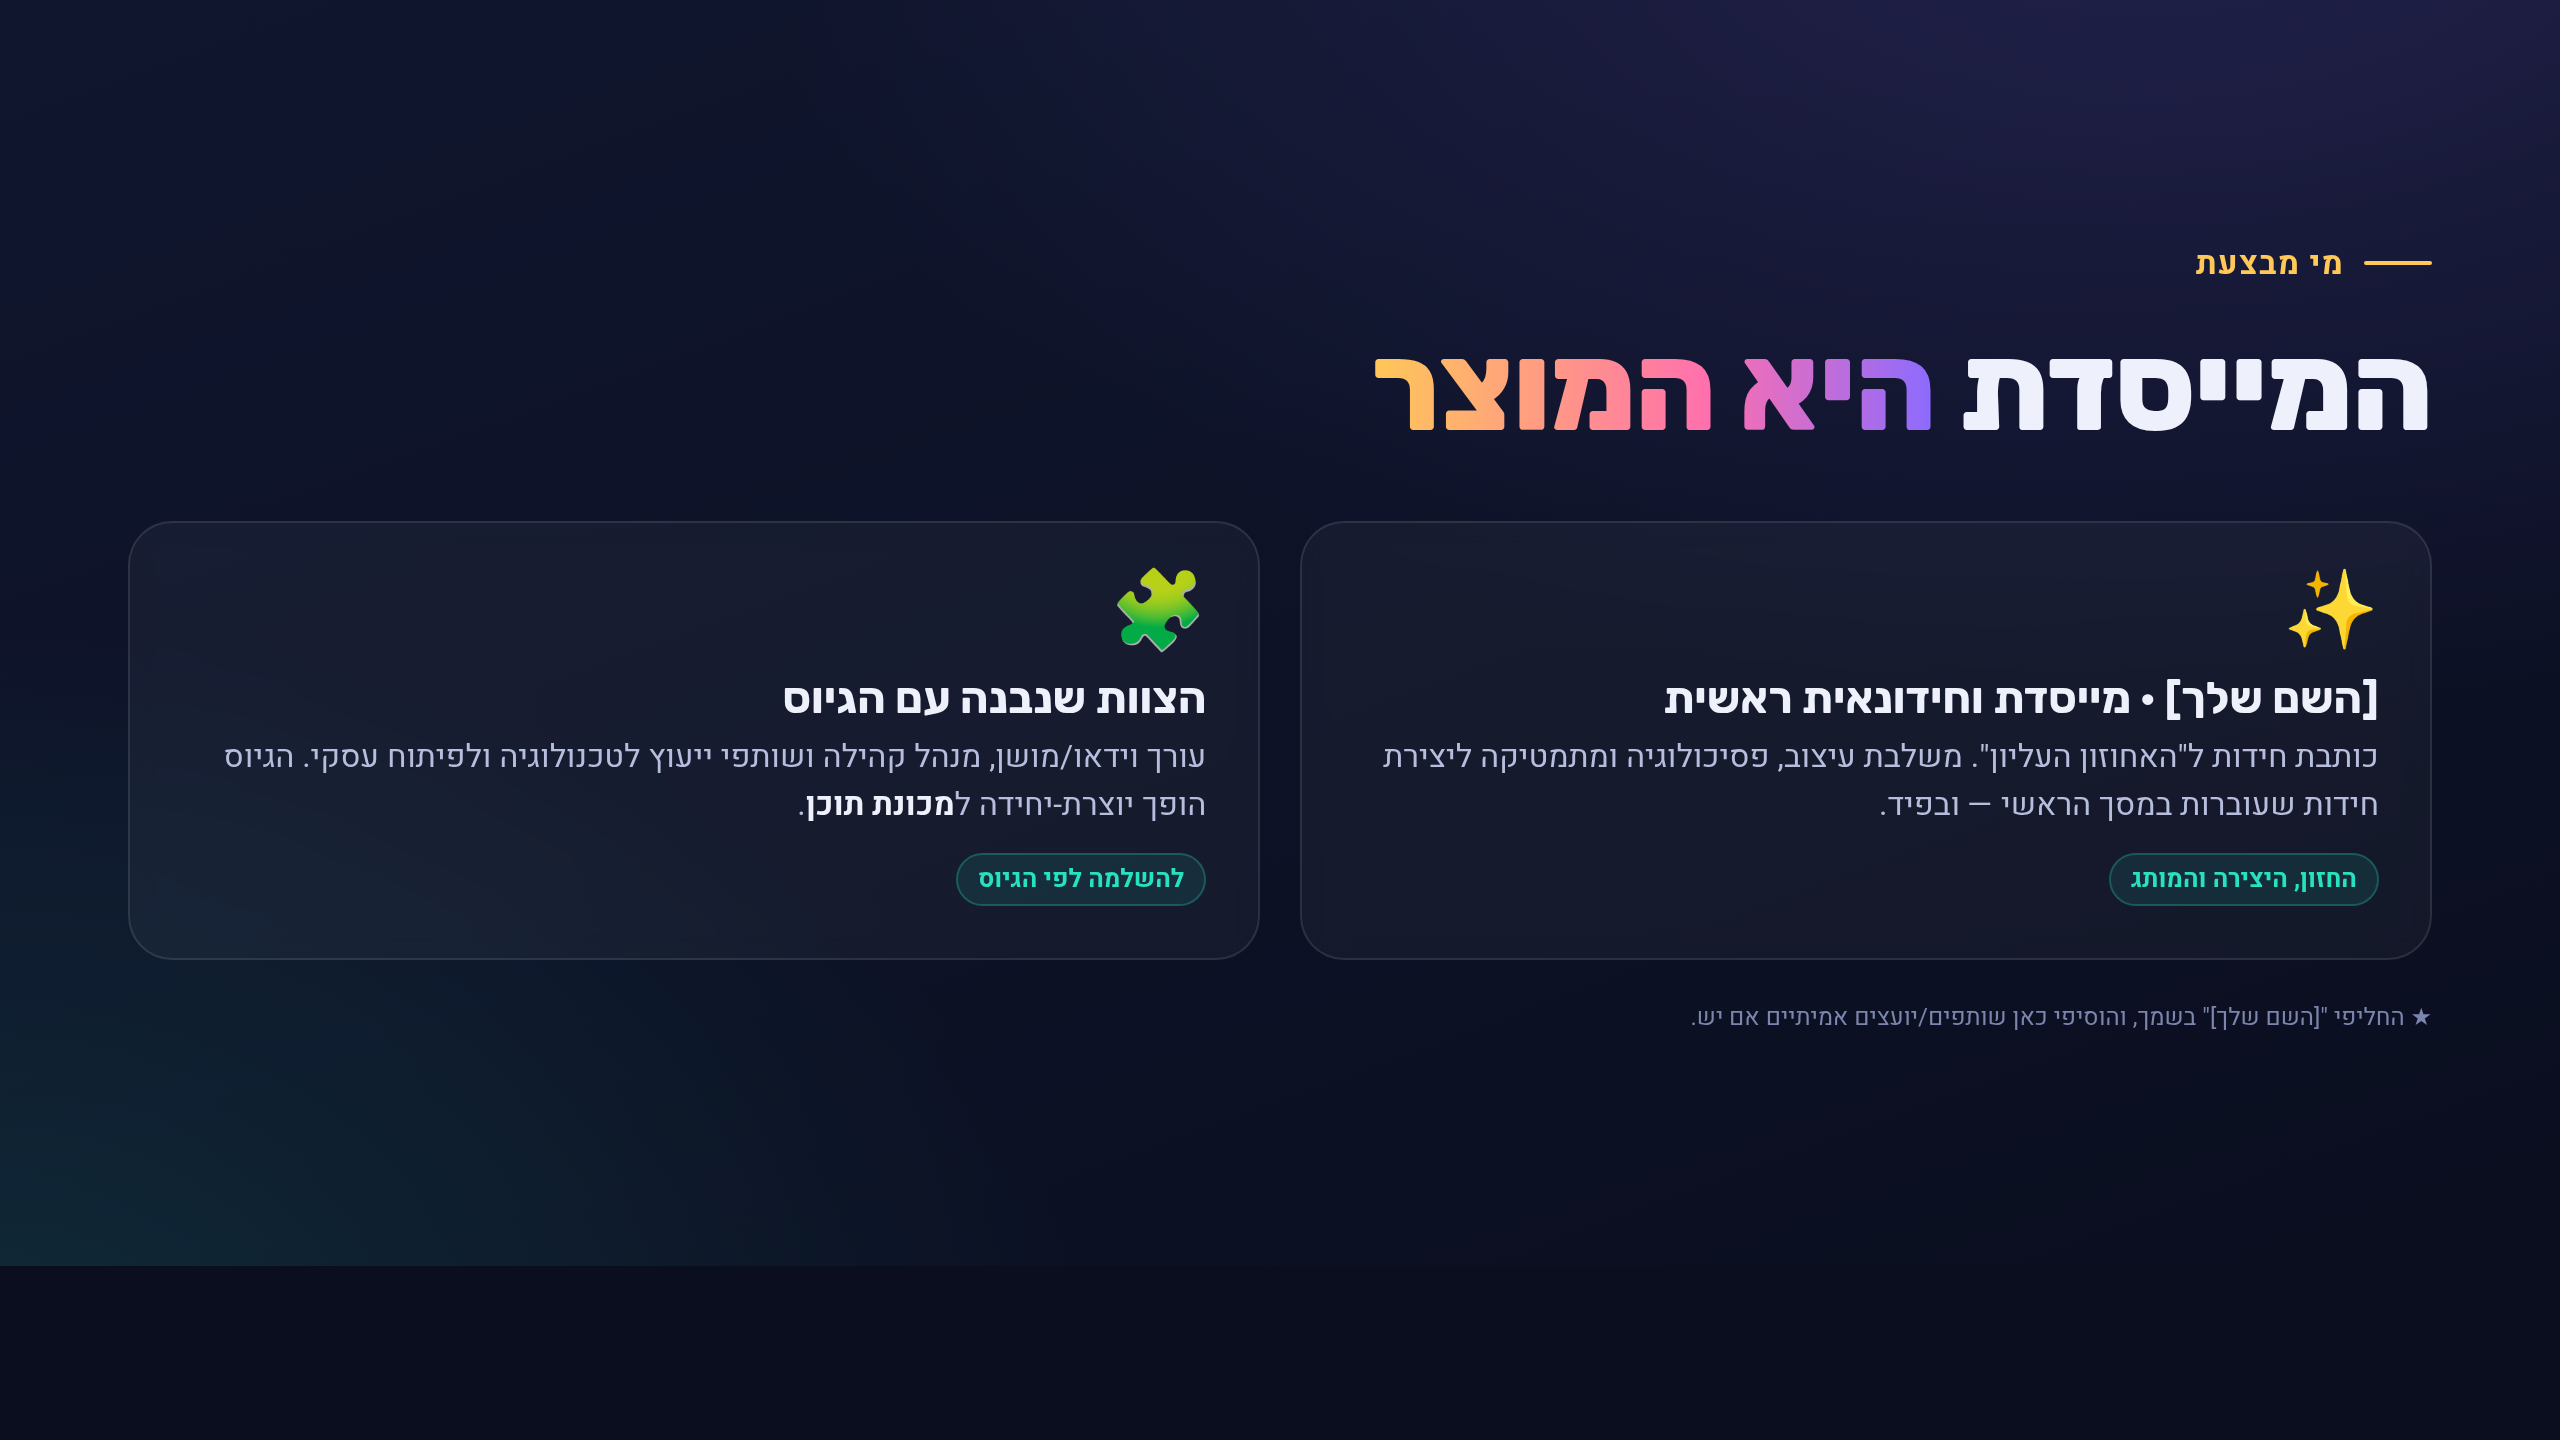 מי מבצעת
המייסדת היא המוצר
[השם שלך] • מייסדת וחידונאית ראשית
כותבת חידות ל"האחוזון העליון". משלבת עיצוב, פסיכולוגיה ומתמטיקה ליצירת
חידות שעוברות במסך הראשי — ובפיד.
החזון, היצירה והמותג
הצוות שנבנה עם הגיוס
עורך וידאו/מושן, מנהל קהילה ושותפי ייעוץ לטכנולוגיה ולפיתוח עסקי. הגיוס
הופך יוצרת-יחידה למכונת תוכן.
להשלמה לפי הגיוס
★ החליפי "[השם שלך]" בשמך, והוסיפי כאן שותפים/יועצים אמיתיים אם יש.